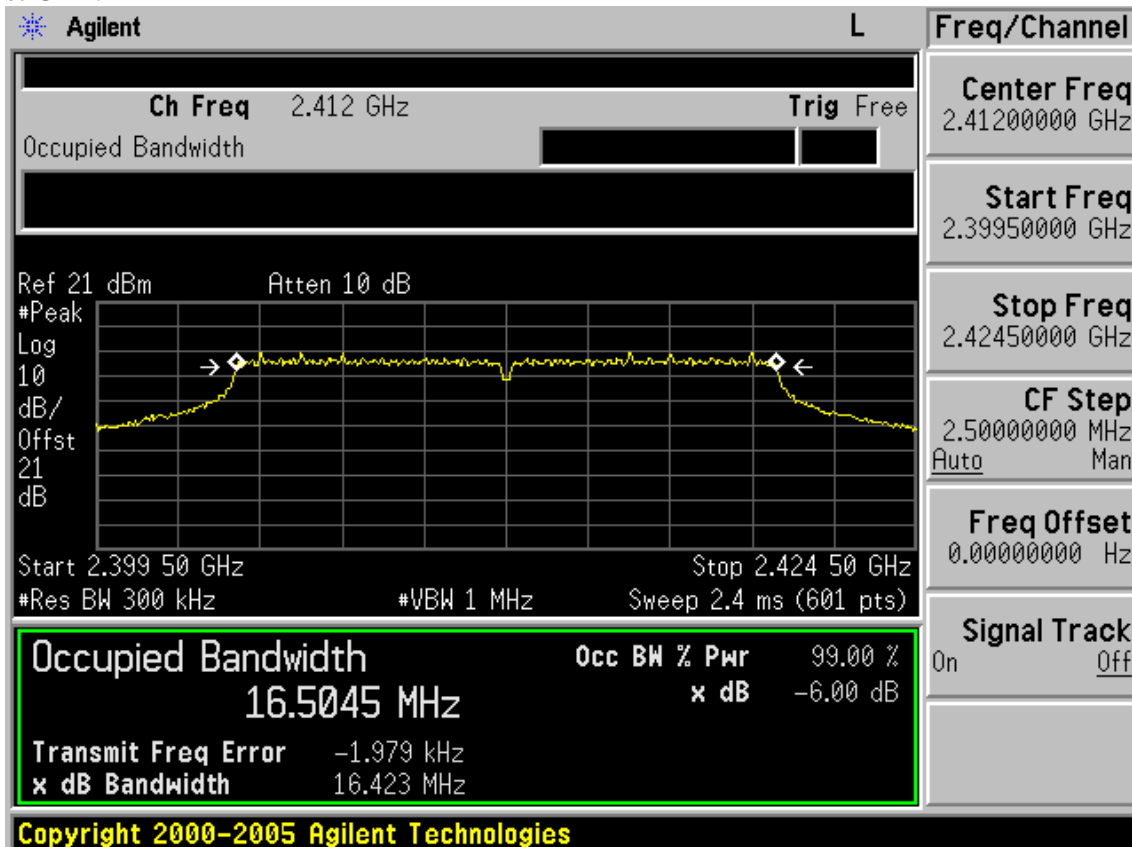 Agilent L Freq/Channel
Ch Freq 2.412 GHz Trig Free
Occupied Bandwidth
Center Freq
2.41200000 GHz
Start Freq
2.39950000 GHz
Stop Freq
2.42450000 GHz
CF Step
2.50000000 MHz
Auto Man
Freq Offset
0.00000000 Hz
Signal Track
On Off
Ref 21 dBm Atten 10 dB
#Peak
Log
10
dB/
Offst
21
dB
Start 2.399 50 GHz Stop 2.424 50 GHz
#Res BW 300 kHz #VBW 1 MHz Sweep 2.4 ms (601 pts)
Occupied Bandwidth Occ BW % Pwr 99.00 %
16.5045 MHz x dB -6.00 dB
Transmit Freq Error -1.979 kHz
x dB Bandwidth 16.423 MHz
Copyright 2000-2005 Agilent Technologies